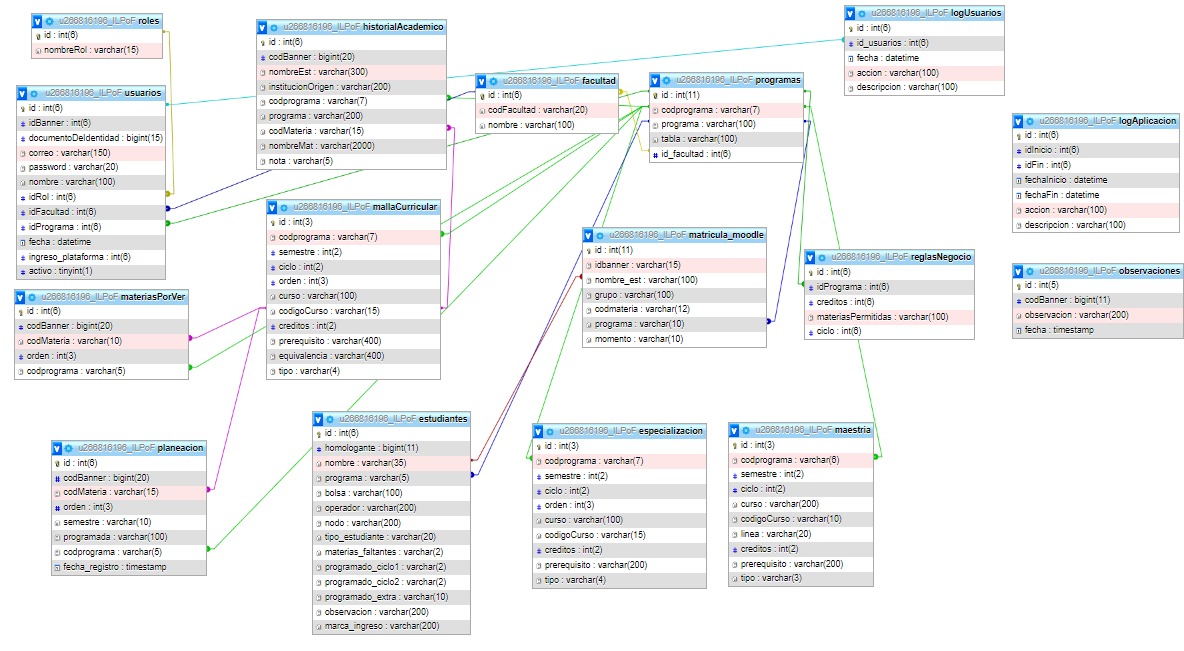 u266816196_ILPoF roles
id : int(6)
nombreRol : varchar(15)
u266816196_ILPoF usuarios
id : int(6)
idBanner : int(6)
documentoDeIdentidad : bigint(15)
correo : varchar(150)
password : varchar(20)
nombre : varchar(100)
idRol : int(6)
idFacultad : int(6)
idPrograma : int(6)
fecha : datetime
ingreso_plataforma : int(6)
activo : tinyint(1)
u266816196_ILPoF materiasPorVer
id : int(6)
codBanner : bigint(20)
codMateria : varchar(10)
orden : int(3)
codprograma : varchar(5)
u266816196_ILPoF planeacion
id : int(6)
codBanner : bigint(20)
codMateria : varchar(15)
orden : int(3)
semestre : varchar(10)
programada : varchar(100)
codprograma : varchar(5)
fecha_registro : timestamp
u266816196_ILPoF historialAcademico
id : int(6)
codBanner : bigint(20)
nombreEst : varchar(300)
institucionOrigen : varchar(200)
codprograma : varchar(7)
programa : varchar(200)
codMateria : varchar(15)
nombreMat : varchar(2000)
nota : varchar(5)
u266816196_ILPoF mallaCurricular
id : int(3)
codprograma : varchar(7)
semestre : int(2)
ciclo : int(2)
orden : int(3)
curso : varchar(100)
codigoCurso : varchar(15)
creditos : int(2)
prerequisito : varchar(400)
equivalencia : varchar(400)
tipo : varchar(4)
u266816196_ILPoF estudiantes
id : int(6)
homologante : bigint(11)
nombre : varchar(35)
programa : varchar(5)
bolsa : varchar(100)
operador : varchar(200)
nodo : varchar(200)
tipo_estudiante : varchar(20)
materias_faltantes : varchar(2)
programado_ciclo1 : varchar(2)
programado_ciclo2 : varchar(2)
programado_extra : varchar(10)
observacion : varchar(200)
marca_ingreso : varchar(200)
u266816196_ILPoF facultad
id : int(6)
codFacultad : varchar(20)
nombre : varchar(100)
u266816196_ILPoF programas
id : int(11)
codprograma : varchar(7)
programa : varchar(100)
tabla : varchar(100)
id_facultad : int(6)
u266816196_ILPoF matricula_moodle
id : int(11)
idbanner : varchar(15)
nombre_est : varchar(100)
grupo : varchar(100)
codmateria : varchar(12)
programa : varchar(10)
momento : varchar(10)
u266816196_ILPoF especializacion
id : int(3)
codprograma : varchar(7)
semestre : int(2)
ciclo : int(2)
orden : int(3)
curso : varchar(100)
codigoCurso : varchar(15)
creditos : int(2)
prerequisito : varchar(200)
tipo : varchar(4)
u266816196_ILPoF maestria
id : int(3)
codprograma : varchar(6)
semestre : int(2)
ciclo : int(2)
curso : varchar(200)
codigoCurso : varchar(10)
linea : varchar(20)
creditos : int(2)
prerequisito : varchar(200)
tipo : varchar(3)
u266816196_ILPoF reglasNegocio
id : int(6)
idPrograma : int(6)
creditos : int(6)
materiasPermitidas : varchar(100)
ciclo : int(6)
u266816196_ILPoF logUsuarios
id : int(6)
id_usuarios : int(6)
fecha : datetime
accion : varchar(100)
descripcion : varchar(100)
u266816196_ILPoF logAplicacion
id : int(6)
idInicio : int(6)
idFin : int(6)
fechaInicio : datetime
fechaFin : datetime
accion : varchar(100)
descripcion : varchar(100)
u266816196_ILPoF observaciones
id : int(5)
codBanner : bigint(11)
observacion : varchar(200)
fecha : timestamp